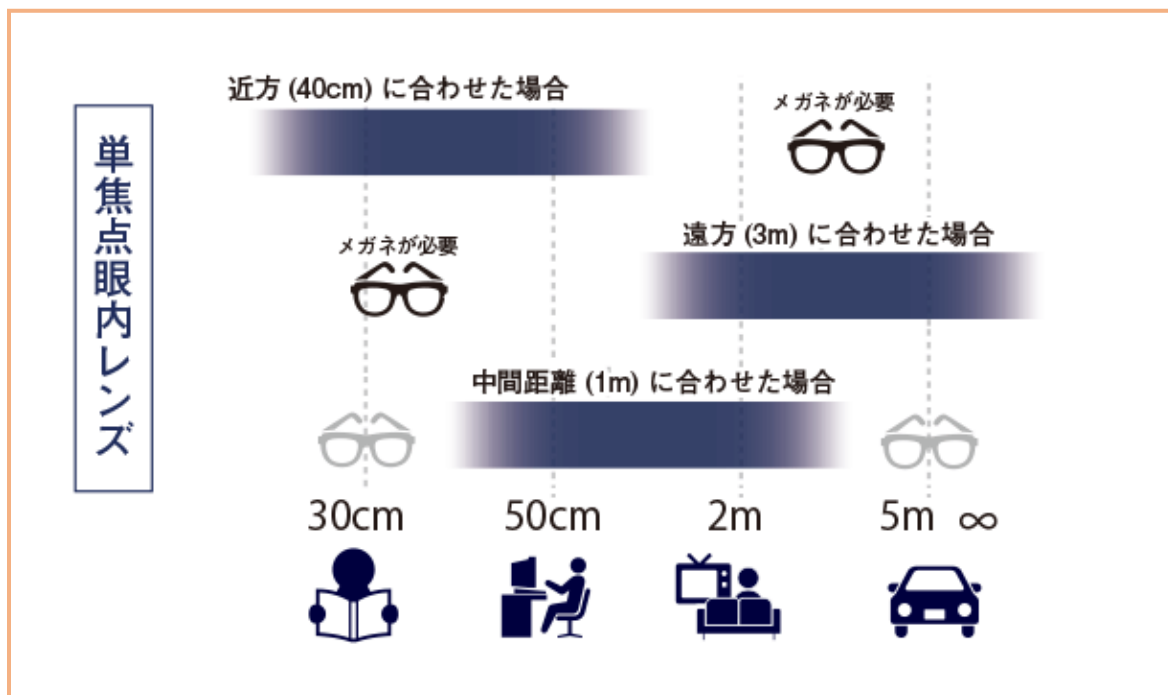 単焦点眼内レンズ
近方 (40cm) に合わせた場合
メガネが必要
遠方 (3m) に合わせた場合
メガネが必要
中間距離 (1m) に合わせた場合
30cm 50cm 2m 5m ∞